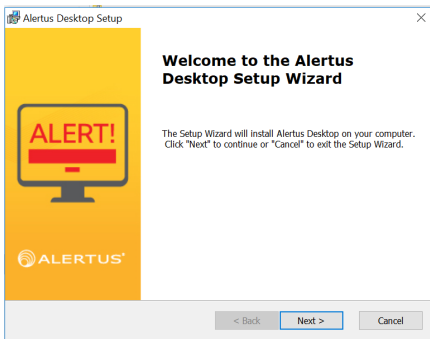 Alertus Desktop Setup
Welcome to the Alertus
Desktop Setup Wizard
ALERT!
The Setup Wizard will install Alertus Desktop on your computer.
Click "Next" to continue or "Cancel" to exit the Setup Wizard.
ALERTUS
< Back
Next >
Cancel